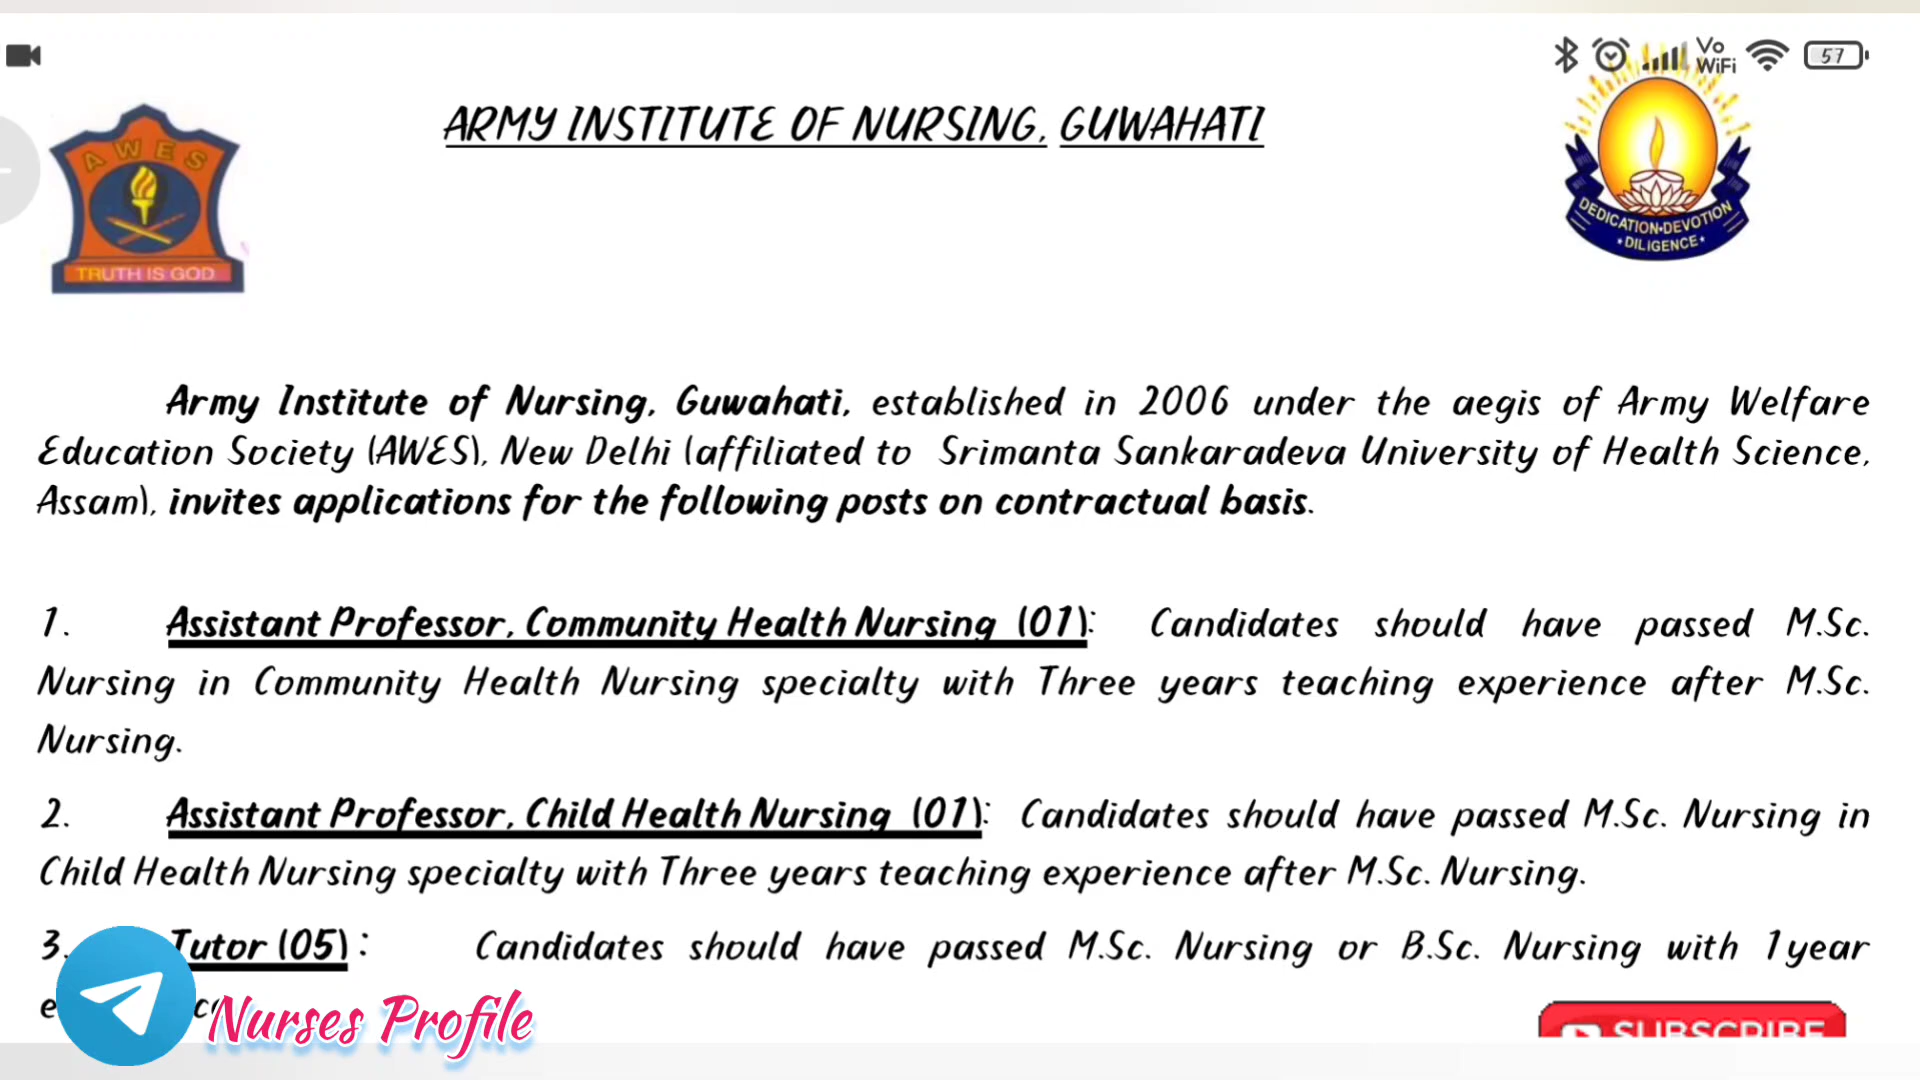 Vo
WiFi
57
ARMY INSTITUTE OF NURSING, GUWAHATI
AWES
TRUTH IS GOD
DEDICATION•DEVOTION
•DILIGENCE•
Army Institute of Nursing, Guwahati, established in 2006 under the aegis of Army Welfare
Education Society (AWES), New Delhi (affiliated to Srimanta Sankaradeva University of Health Science,
Assam), invites applications for the following posts on contractual basis.
1. Assistant Professor, Community Health Nursing (01): Candidates should have passed M.Sc.
Nursing in Community Health Nursing specialty with Three years teaching experience after M.Sc.
Nursing.
2. Assistant Professor, Child Health Nursing (01): Candidates should have passed M.Sc. Nursing in
Child Health Nursing specialty with Three years teaching experience after M.Sc. Nursing.
3. Tutor (05) : Candidates should have passed M.Sc. Nursing or B.Sc. Nursing with 1 year
Nurses Profile
SUBSCRIBE